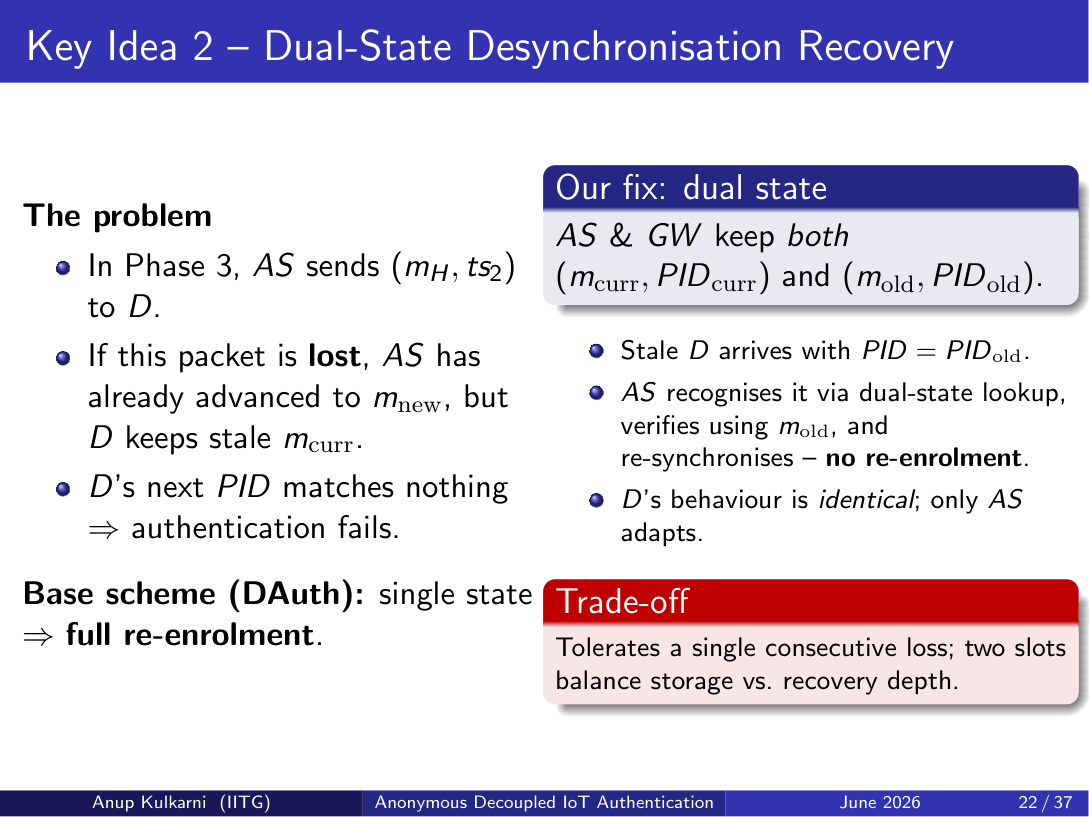 Key Idea 2 – Dual-State Desynchronisation Recovery
The problem
In Phase 3, AS sends (m_H, ts_2)
to D.
If this packet is lost, AS has
already advanced to m_new, but
D keeps stale m_curr.
D's next PID matches nothing
⇒ authentication fails.
Base scheme (DAuth): single state
⇒ full re-enrolment.
Our fix: dual state
AS & GW keep both
(m_curr, PID_curr) and (m_old, PID_old).
Stale D arrives with PID = PID_old.
AS recognises it via dual-state lookup,
verifies using m_old, and
re-synchronises – no re-enrolment.
D's behaviour is identical; only AS
adapts.
Trade-off
Tolerates a single consecutive loss; two slots
balance storage vs. recovery depth.
Anup Kulkarni (IITG) Anonymous Decoupled IoT Authentication June 2026 22 / 37